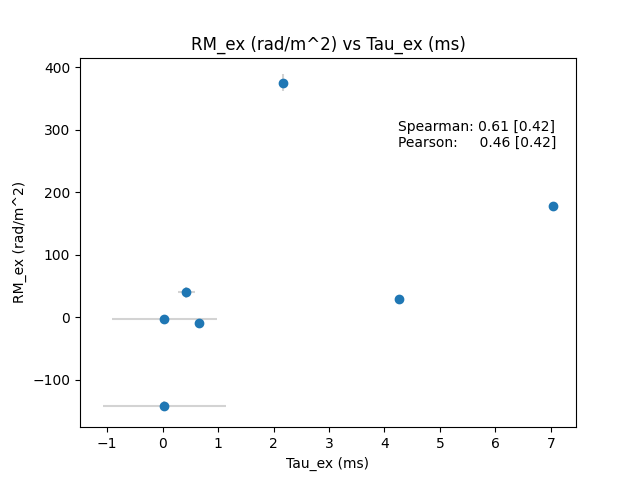 RM_ex (rad/m^2) vs Tau_ex (ms)
400
300
200
100
0
−100
RM_ex (rad/m^2)
Spearman: 0.61 [0.42]
Pearson: 0.46 [0.42]
−1 0 1 2 3 4 5 6 7
Tau_ex (ms)